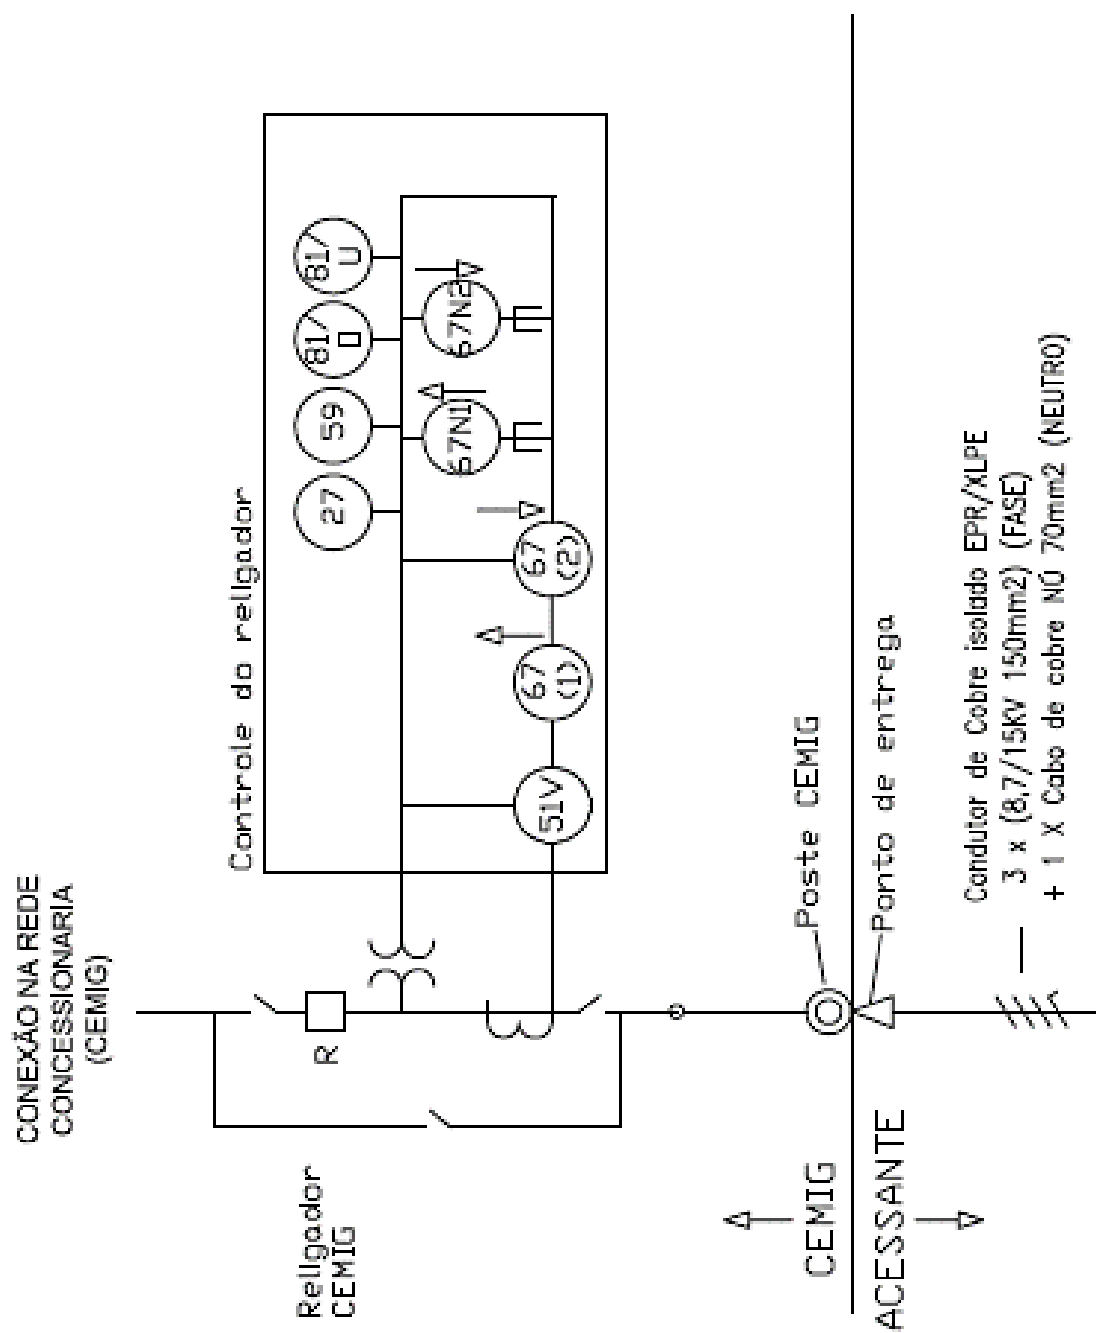 CONEXÃO NA REDE
CONCESSIONARIA
(CEMIG)
Religador
CEMIG
R
Controle do religador
27
59
81/
O
81/
U
67N1
67N2
51V
67
(1)
67
(2)
Poste CEMIG
Ponto de entrega
CEMIG
ACESSANTE
Condutor de Cobre isolado EPR/XLPE
3 x (8,7/15KV 150mm2) (FASE)
+ 1 X Cabo de cobre NÚ 70mm2 (NEUTRO)